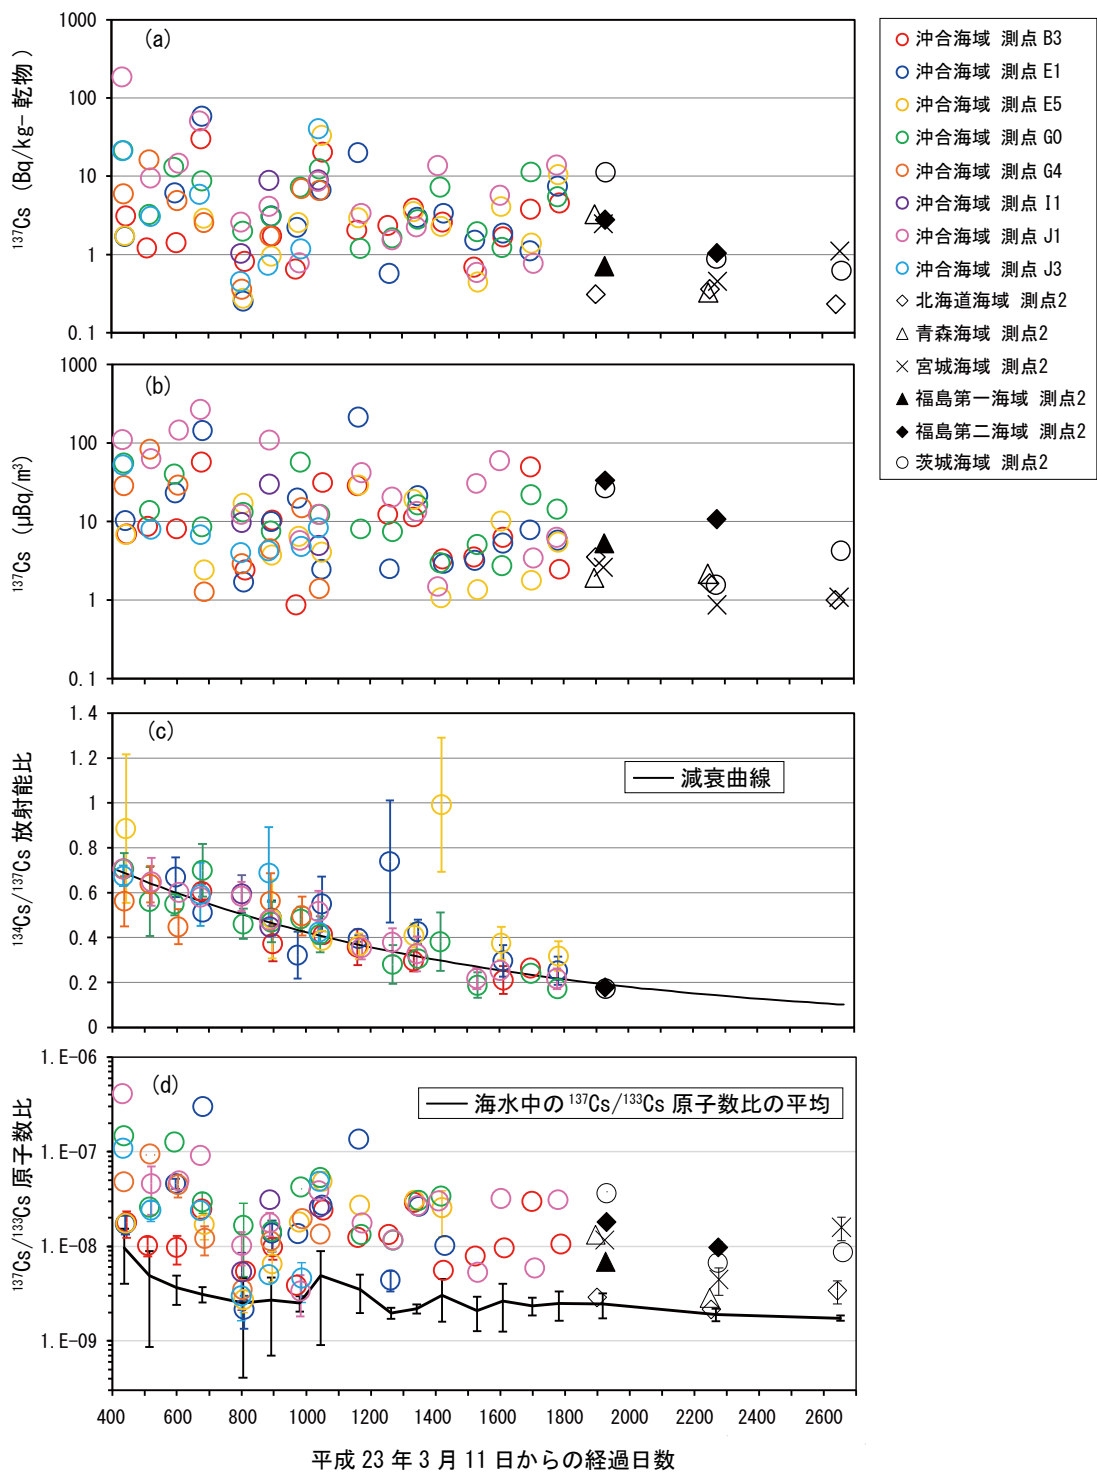 (a)
1000
100
10
1
0.1
¹³⁷Cs (Bq/kg-乾物)
沖合海域 測点 B3
沖合海域 測点 E1
沖合海域 測点 E5
沖合海域 測点 G0
沖合海域 測点 G4
沖合海域 測点 I1
沖合海域 測点 J1
沖合海域 測点 J3
北海道海域 測点2
青森海域 測点2
宮城海域 測点2
福島第一海域 測点2
福島第二海域 測点2
茨城海域 測点2
(b)
1000
100
10
1
0.1
¹³⁷Cs (μBq/m³)
(c)
1.4
1.2
1
0.8
0.6
0.4
0.2
0
¹³⁴Cs/¹³⁷Cs 放射能比
減衰曲線
(d)
1.E-06
1.E-07
1.E-08
1.E-09
¹³⁷Cs/¹³³Cs 原子数比
海水中の ¹³⁷Cs/¹³³Cs 原子数比の平均
400 600 800 1000 1200 1400 1600 1800 2000 2200 2400 2600
平成 23 年 3 月 11 日からの経過日数